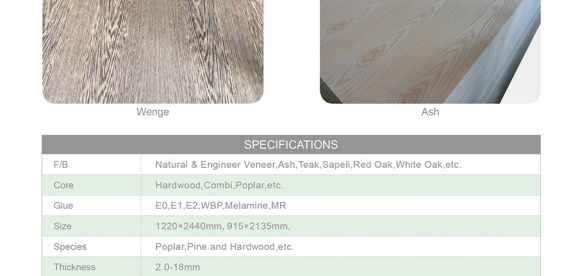 Wenge Ash
SPECIFICATIONS
F/B Natural & Engineer Veneer,Ash,Teak,Sapeli,Red Oak,White Oak,etc.
Core Hardwood,Combi,Poplar,etc.
Glue E0,E1,E2,WBP,Melamine,MR
Size 1220×2440mm, 915×2135mm,
Species Poplar,Pine and Hardwood,etc.
Thickness 2.0-18mm